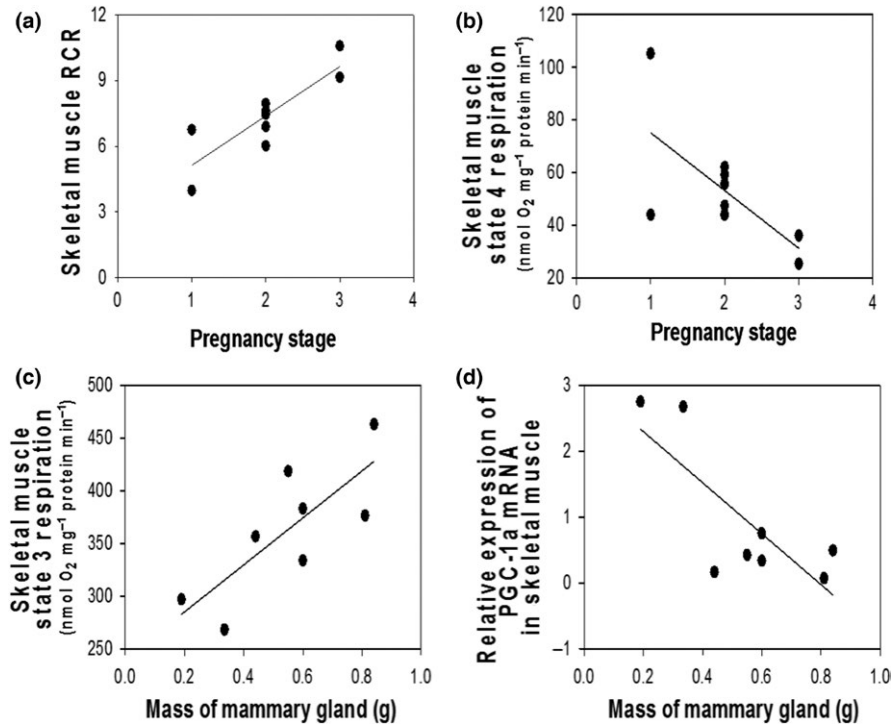 (a)
Skeletal muscle RCR
12
9
6
3
0
0 1 2 3 4
Pregnancy stage
(b)
Skeletal muscle
state 4 respiration
(nmol O₂ mg⁻¹ protein min⁻¹)
120
100
80
60
40
20
0 1 2 3 4
Pregnancy stage
(c)
Skeletal muscle
state 3 respiration
(nmol O₂ mg⁻¹ protein min⁻¹)
500
450
400
350
300
250
0.0 0.2 0.4 0.6 0.8 1.0
Mass of mammary gland (g)
(d)
Relative expression of
PGC-1a mRNA
in skeletal muscle
3
2
1
0
–1
0.0 0.2 0.4 0.6 0.8 1.0
Mass of mammary gland (g)